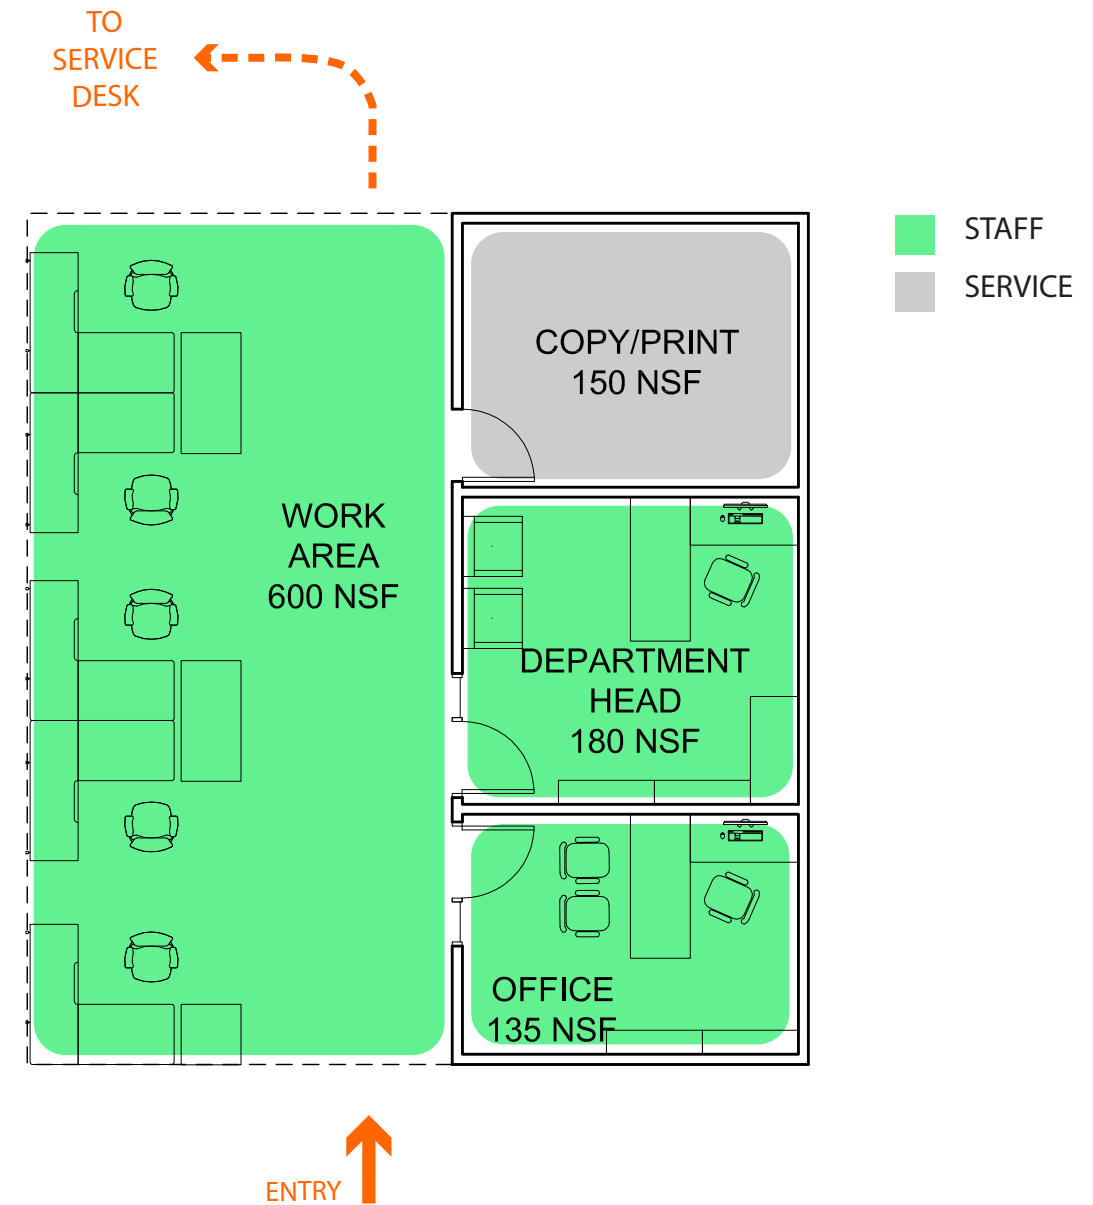 TO
SERVICE
DESK
STAFF
SERVICE
COPY/PRINT
150 NSF
WORK
AREA
600 NSF
DEPARTMENT
HEAD
180 NSF
OFFICE
135 NSF
ENTRY